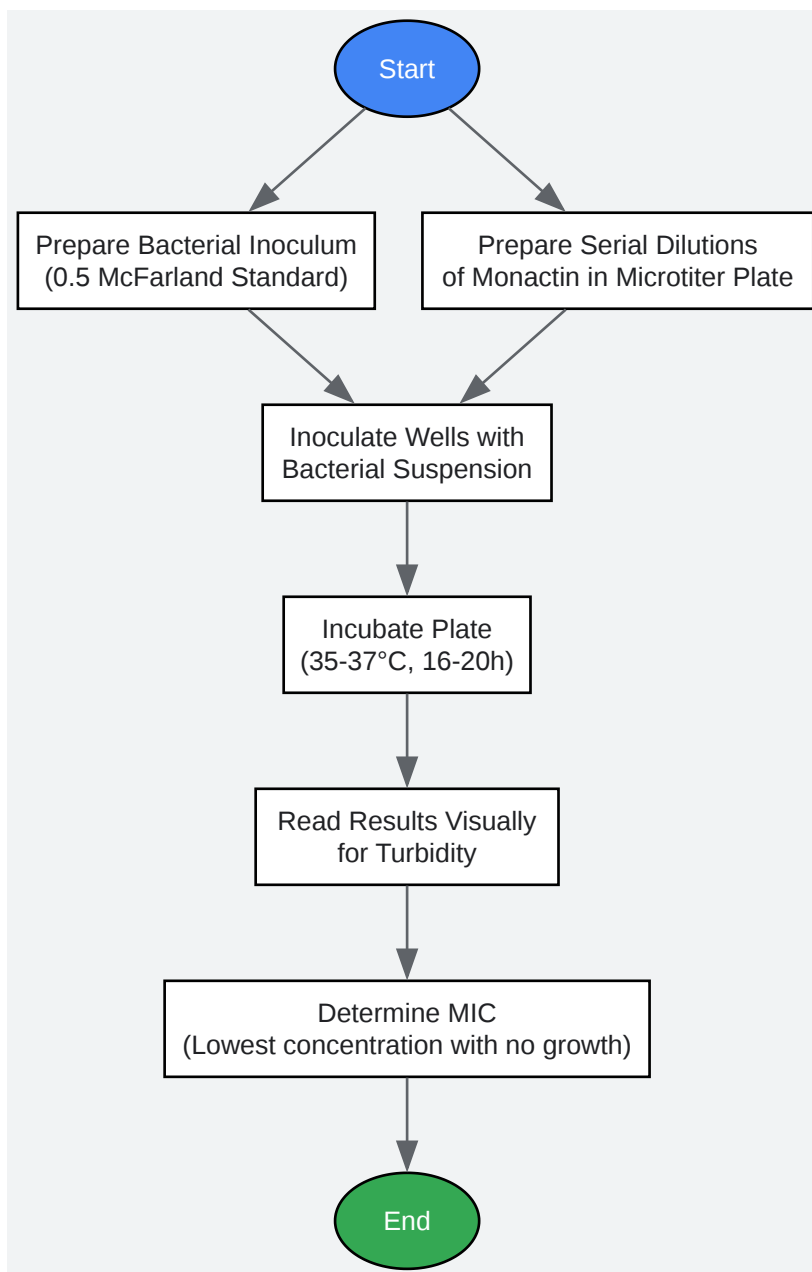 Start
Prepare Bacterial Inoculum
(0.5 McFarland Standard)
Prepare Serial Dilutions
of Monactin in Microtiter Plate
Inoculate Wells with
Bacterial Suspension
Incubate Plate
(35-37°C, 16-20h)
Read Results Visually
for Turbidity
Determine MIC
(Lowest concentration with no growth)
End